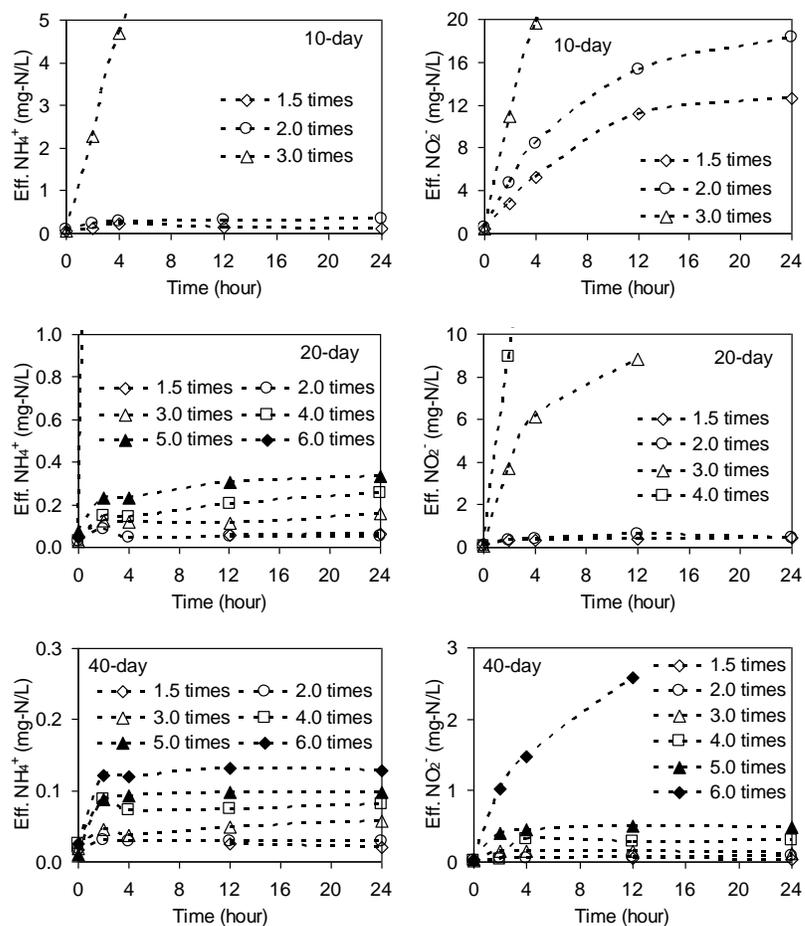 Eff. NH₄⁺ (mg-N/L)
5
4
3
2
1
0
10-day
1.5 times
2.0 times
3.0 times
0 4 8 12 16 20 24
Time (hour)
Eff. NO₂⁻ (mg-N/L)
20
16
12
8
4
0
10-day
1.5 times
2.0 times
3.0 times
0 4 8 12 16 20 24
Time (hour)
Eff. NH₄⁺ (mg-N/L)
1.0
0.8
0.6
0.4
0.2
0.0
20-day
1.5 times 2.0 times
3.0 times 4.0 times
5.0 times 6.0 times
0 4 8 12 16 20 24
Time (hour)
Eff. NO₂⁻ (mg-N/L)
10
8
6
4
2
0
20-day
1.5 times
2.0 times
3.0 times
4.0 times
0 4 8 12 16 20 24
Time (hour)
Eff. NH₄⁺ (mg-N/L)
0.3
0.2
0.1
0.0
40-day
1.5 times 2.0 times
3.0 times 4.0 times
5.0 times 6.0 times
0 4 8 12 16 20 24
Time (hour)
Eff. NO₂⁻ (mg-N/L)
3
2
1
0
40-day
1.5 times
2.0 times
3.0 times
4.0 times
5.0 times
6.0 times
0 4 8 12 16 20 24
Time (hour)